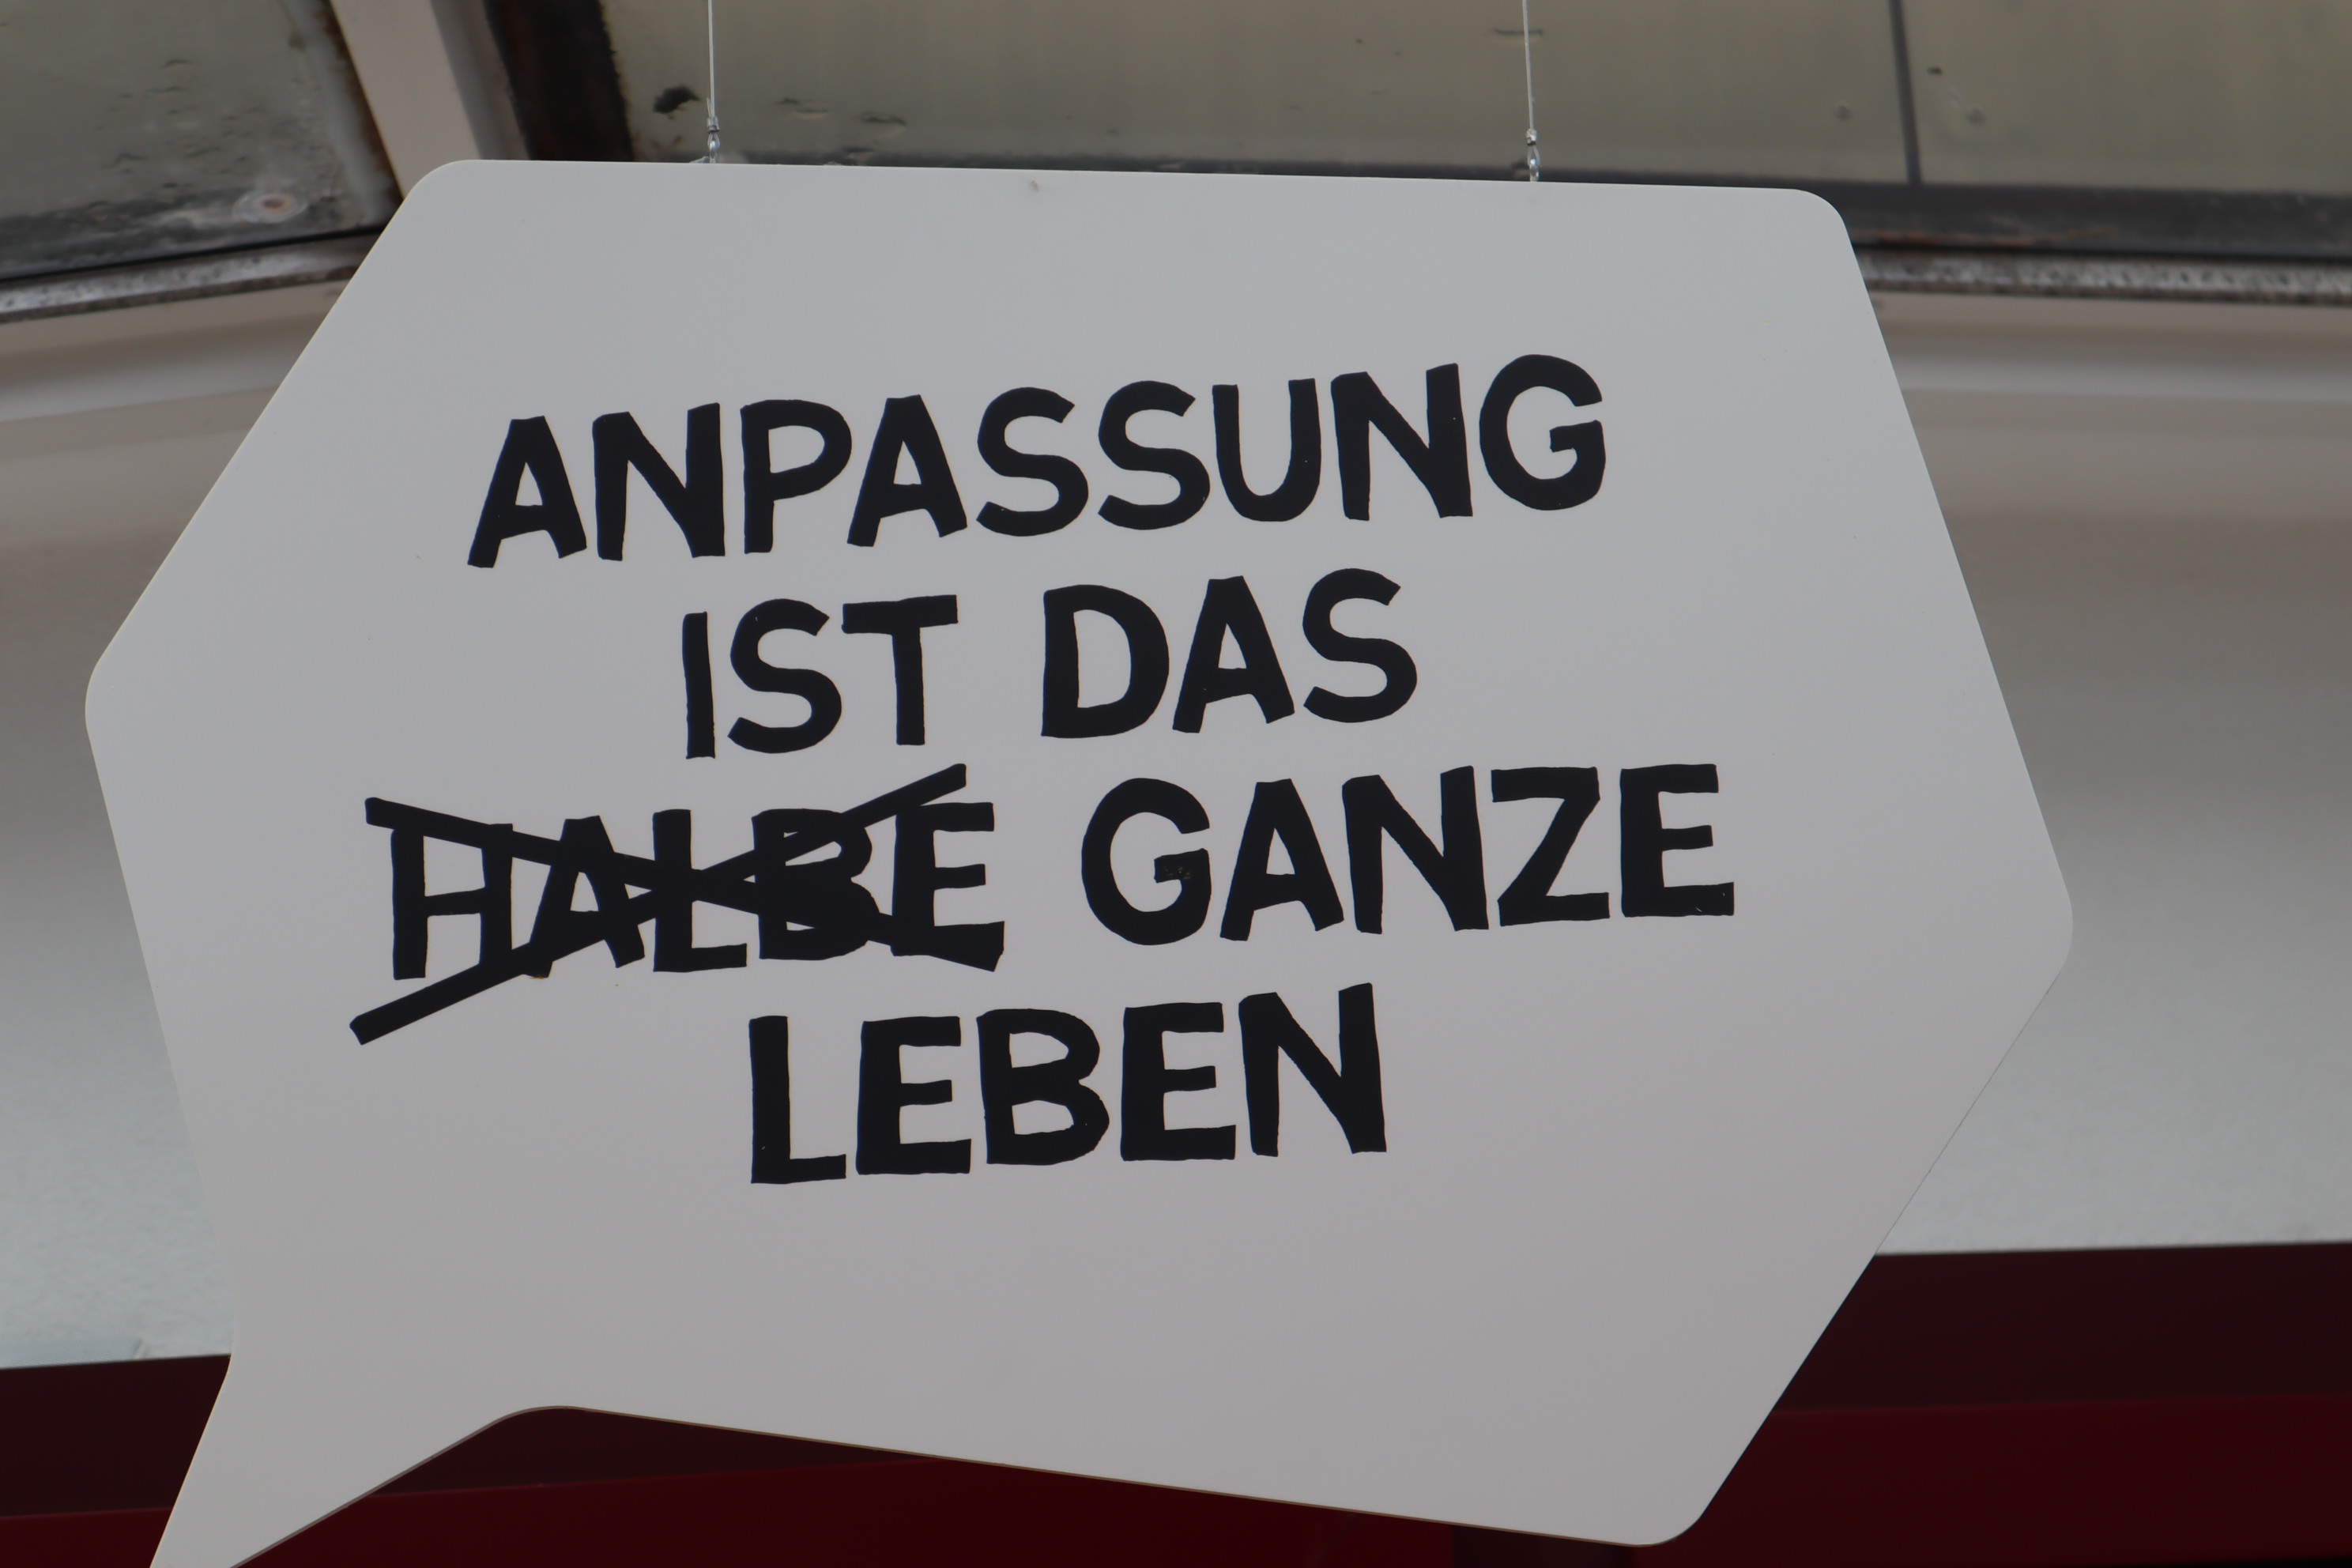 ANPASSUNG
IST DAS
HALBE GANZE
LEBEN